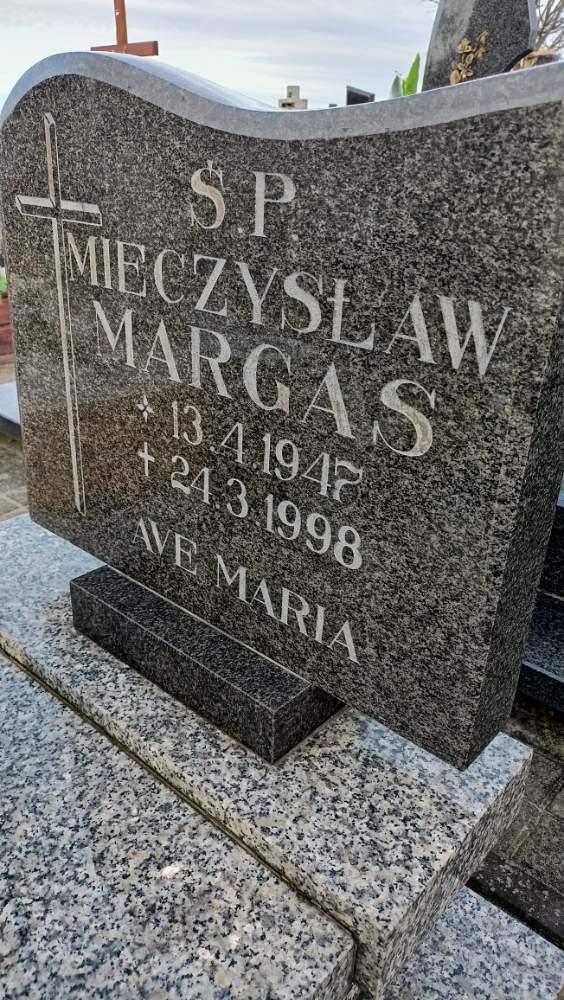 Ś.P
MIECZYSŁAW
MARGAS
13.4.1947
24.3.1998
AVE MARIA